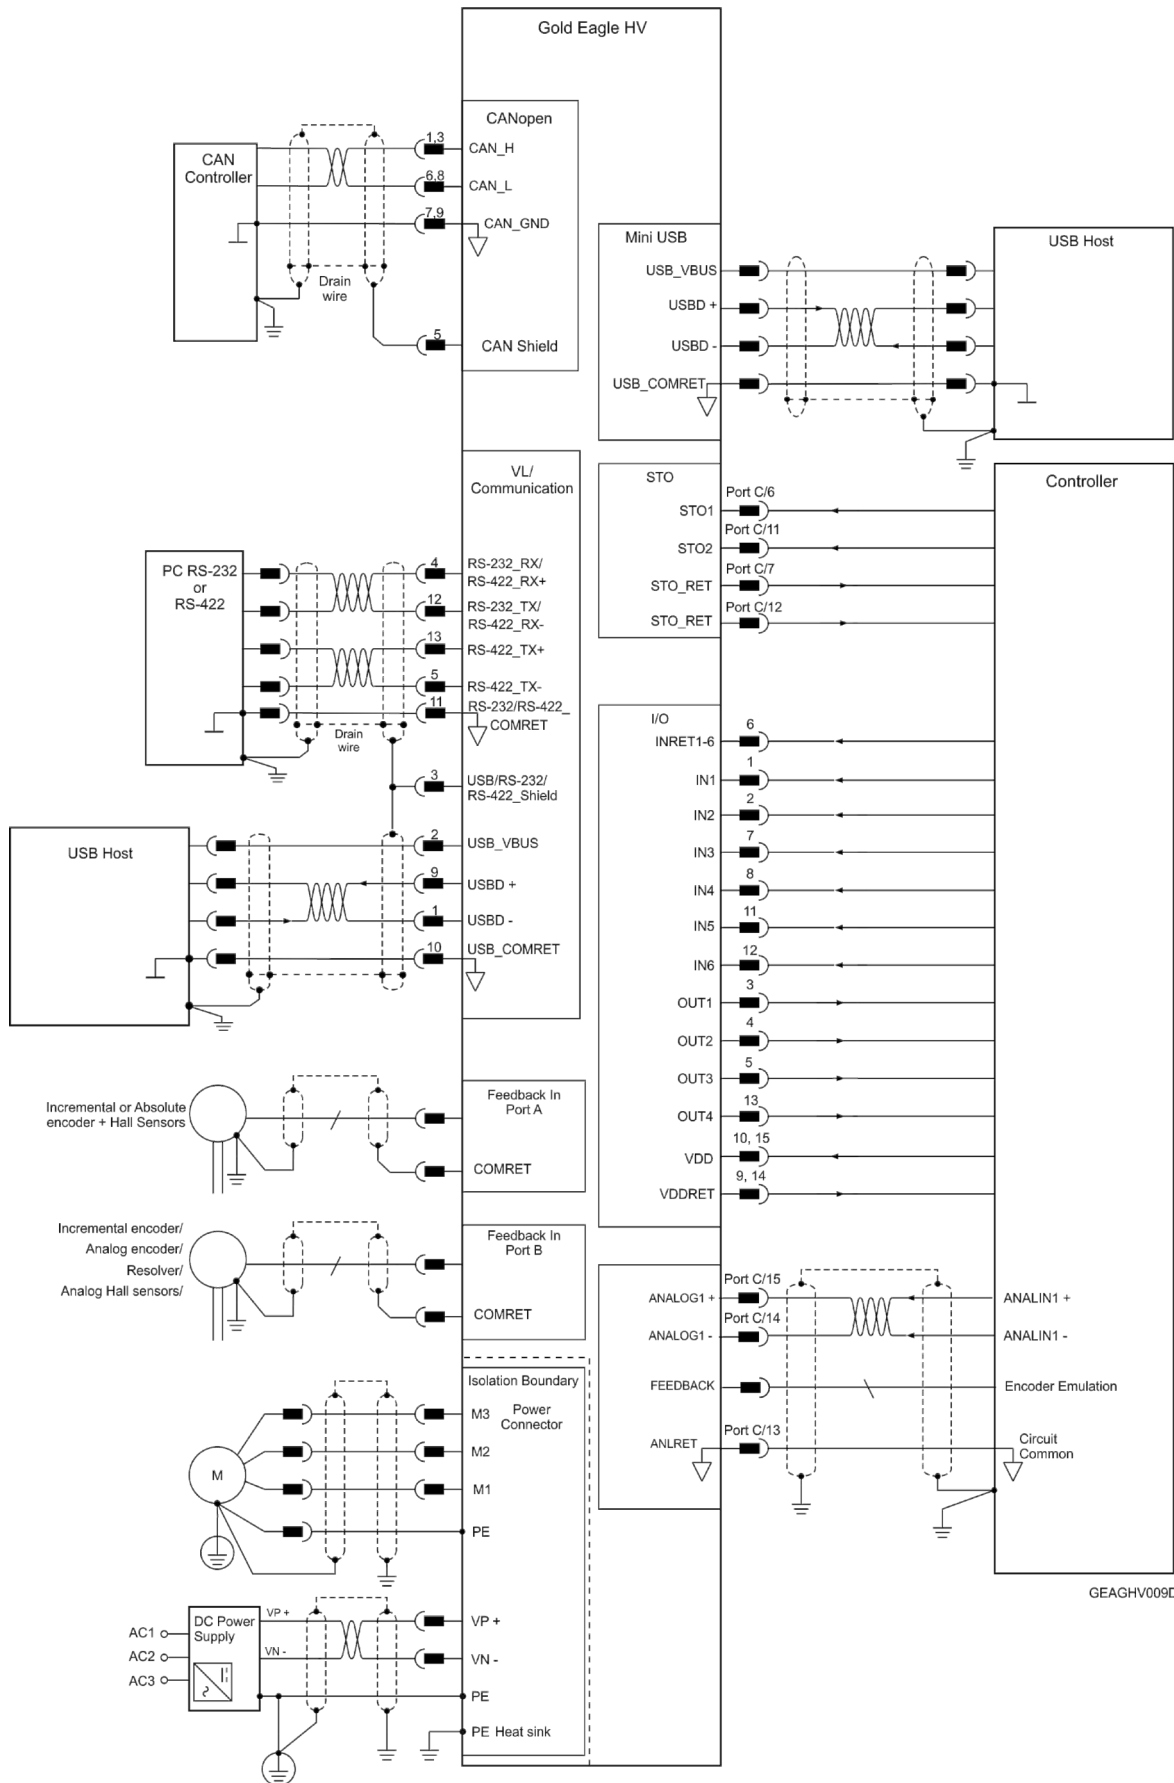 Gold Eagle HV
CANopen
CAN
Controller
1,3
CAN_H
6,8
CAN_L
7,9
CAN_GND
Drain
wire
5
CAN Shield
Mini USB
USB_VBUS
USBD +
USBD -
USB_COMRET
USB Host
VL/
Communication
PC RS-232
or
RS-422
4
RS-232_RX/
RS-422_RX+
12
RS-232_TX/
RS-422_RX-
13
RS-422_TX+
5
RS-422_TX-
11
RS-232/RS-422_
COMRET
Drain
wire
3
USB/RS-232/
RS-422_Shield
USB Host
2
USB_VBUS
9
USBD +
1
USBD -
10
USB_COMRET
STO
Controller
Port C/6
STO1
Port C/11
STO2
Port C/7
STO_RET
Port C/12
STO_RET
I/O
6
INRET1-6
1
IN1
2
IN2
7
IN3
8
IN4
11
IN5
12
IN6
3
OUT1
4
OUT2
5
OUT3
13
OUT4
10, 15
VDD
9, 14
VDDRET
Incremental or Absolute
encoder + Hall Sensors
Feedback In
Port A
COMRET
Incremental encoder/
Analog encoder/
Resolver/
Analog Hall sensors/
Feedback In
Port B
COMRET
Port C/15
ANALOG1 +
ANALIN1 +
Port C/14
ANALOG1 -
ANALIN1 -
FEEDBACK
Encoder Emulation
Port C/13
ANLRET
Circuit
Common
Isolation Boundary
Power
Connector
M3
M2
M
M1
PE
GEAGHV009D
DC Power
Supply
AC1
AC2
AC3
VP +
VP +
VN -
VN -
PE
PE Heat sink